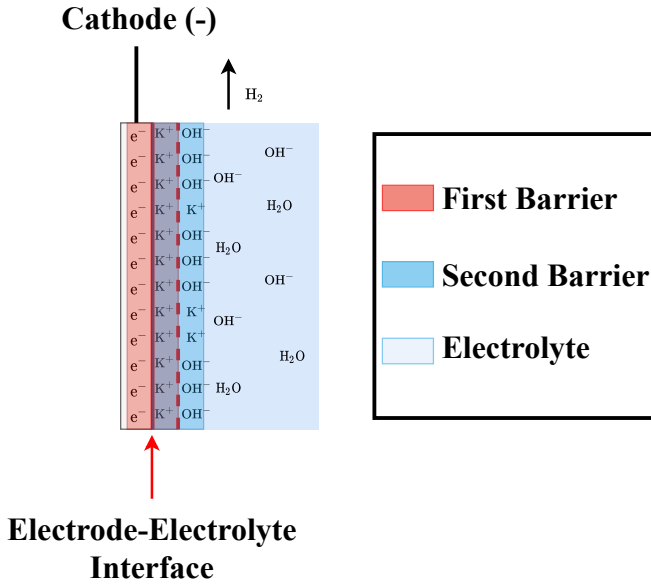 Cathode (-)
H₂
e⁻ K⁺ OH⁻
e⁻ K⁺ OH⁻ OH⁻
e⁻ K⁺ OH⁻ OH⁻
e⁻ K⁺ K⁺ H₂O
e⁻ K⁺ OH⁻ H₂O
e⁻ K⁺ OH⁻
e⁻ K⁺ OH⁻ OH⁻
e⁻ K⁺ K⁺ OH⁻
e⁻ K⁺ K⁺ H₂O
e⁻ K⁺ OH⁻
e⁻ K⁺ OH⁻ H₂O
e⁻ K⁺ OH⁻
First Barrier
Second Barrier
Electrolyte
Electrode-Electrolyte
Interface